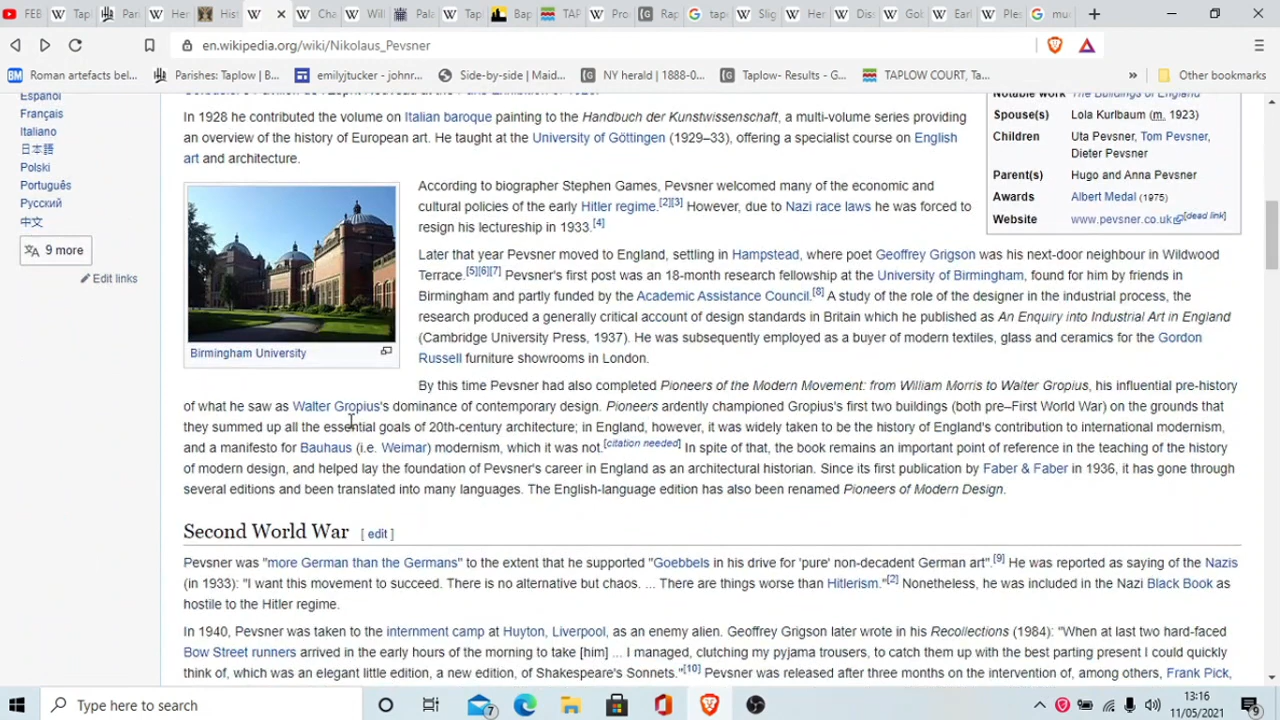 FEB
Tap
Pari
Her
Hist
Cha
Will
Pala
Tap
Bap
TAP
Pro
Rap
tap
Slig
Her
Dis
Gol
Earl
Ples
mu
en.wikipedia.org/wiki/Nikolaus_Pevsner
Roman artefacts bel...
Parishes: Taplow | B...
emilyjtucker - johnr...
Side-by-side | Maid...
NY herald | 1888-0...
Taplow- Results - G...
TAPLOW COURT, Ta...
»
Other bookmarks
Español
Français
Italiano
日本語
Polski
Português
Русский
中文
9 more
Edit links
In 1928 he contributed the volume on Italian baroque painting to the Handbuch der Kunstwissenschaft, a multi-volume series providing
an overview of the history of European art. He taught at the University of Göttingen (1929–33), offering a specialist course on English
art and architecture.
Notable work The Buildings of England
Spouse(s) Lola Kurlbaum (m. 1923)
Children Uta Pevsner, Tom Pevsner,
Dieter Pevsner
Parent(s) Hugo and Anna Pevsner
Awards Albert Medal (1975)
Website www.pevsner.co.uk[dead link]
Birmingham University
According to biographer Stephen Games, Pevsner welcomed many of the economic and
cultural policies of the early Hitler regime.[2][3] However, due to Nazi race laws he was forced to
resign his lectureship in 1933.[4]
Later that year Pevsner moved to England, settling in Hampstead, where poet Geoffrey Grigson was his next-door neighbour in Wildwood
Terrace.[5][6][7] Pevsner's first post was an 18-month research fellowship at the University of Birmingham, found for him by friends in
Birmingham and partly funded by the Academic Assistance Council.[8] A study of the role of the designer in the industrial process, the
research produced a generally critical account of design standards in Britain which he published as An Enquiry into Industrial Art in England
(Cambridge University Press, 1937). He was subsequently employed as a buyer of modern textiles, glass and ceramics for the Gordon
Russell furniture showrooms in London.
By this time Pevsner had also completed Pioneers of the Modern Movement: from William Morris to Walter Gropius, his influential pre-history
of what he saw as Walter Gropius's dominance of contemporary design. Pioneers ardently championed Gropius's first two buildings (both pre–First World War) on the grounds that
they summed up all the essential goals of 20th-century architecture; in England, however, it was widely taken to be the history of England's contribution to international modernism,
and a manifesto for Bauhaus (i.e. Weimar) modernism, which it was not.[citation needed] In spite of that, the book remains an important point of reference in the teaching of the history
of modern design, and helped lay the foundation of Pevsner's career in England as an architectural historian. Since its first publication by Faber & Faber in 1936, it has gone through
several editions and been translated into many languages. The English-language edition has also been renamed Pioneers of Modern Design.
Second World War [ edit ]
Pevsner was "more German than the Germans" to the extent that he supported "Goebbels in his drive for 'pure' non-decadent German art".[9] He was reported as saying of the Nazis
(in 1933): "I want this movement to succeed. There is no alternative but chaos. ... There are things worse than Hitlerism."[2] Nonetheless, he was included in the Nazi Black Book as
hostile to the Hitler regime.
In 1940, Pevsner was taken to the internment camp at Huyton, Liverpool, as an enemy alien. Geoffrey Grigson later wrote in his Recollections (1984): "When at last two hard-faced
Bow Street runners arrived in the early hours of the morning to take [him] ... I managed, clutching my pyjama trousers, to catch them up with the best parting present I could quickly
think of, which was an elegant little edition, a new edition, of Shakespeare's Sonnets."[10] Pevsner was released after three months on the intervention of, among others, Frank Pick,
Type here to search
7
13:16
11/05/2021
9